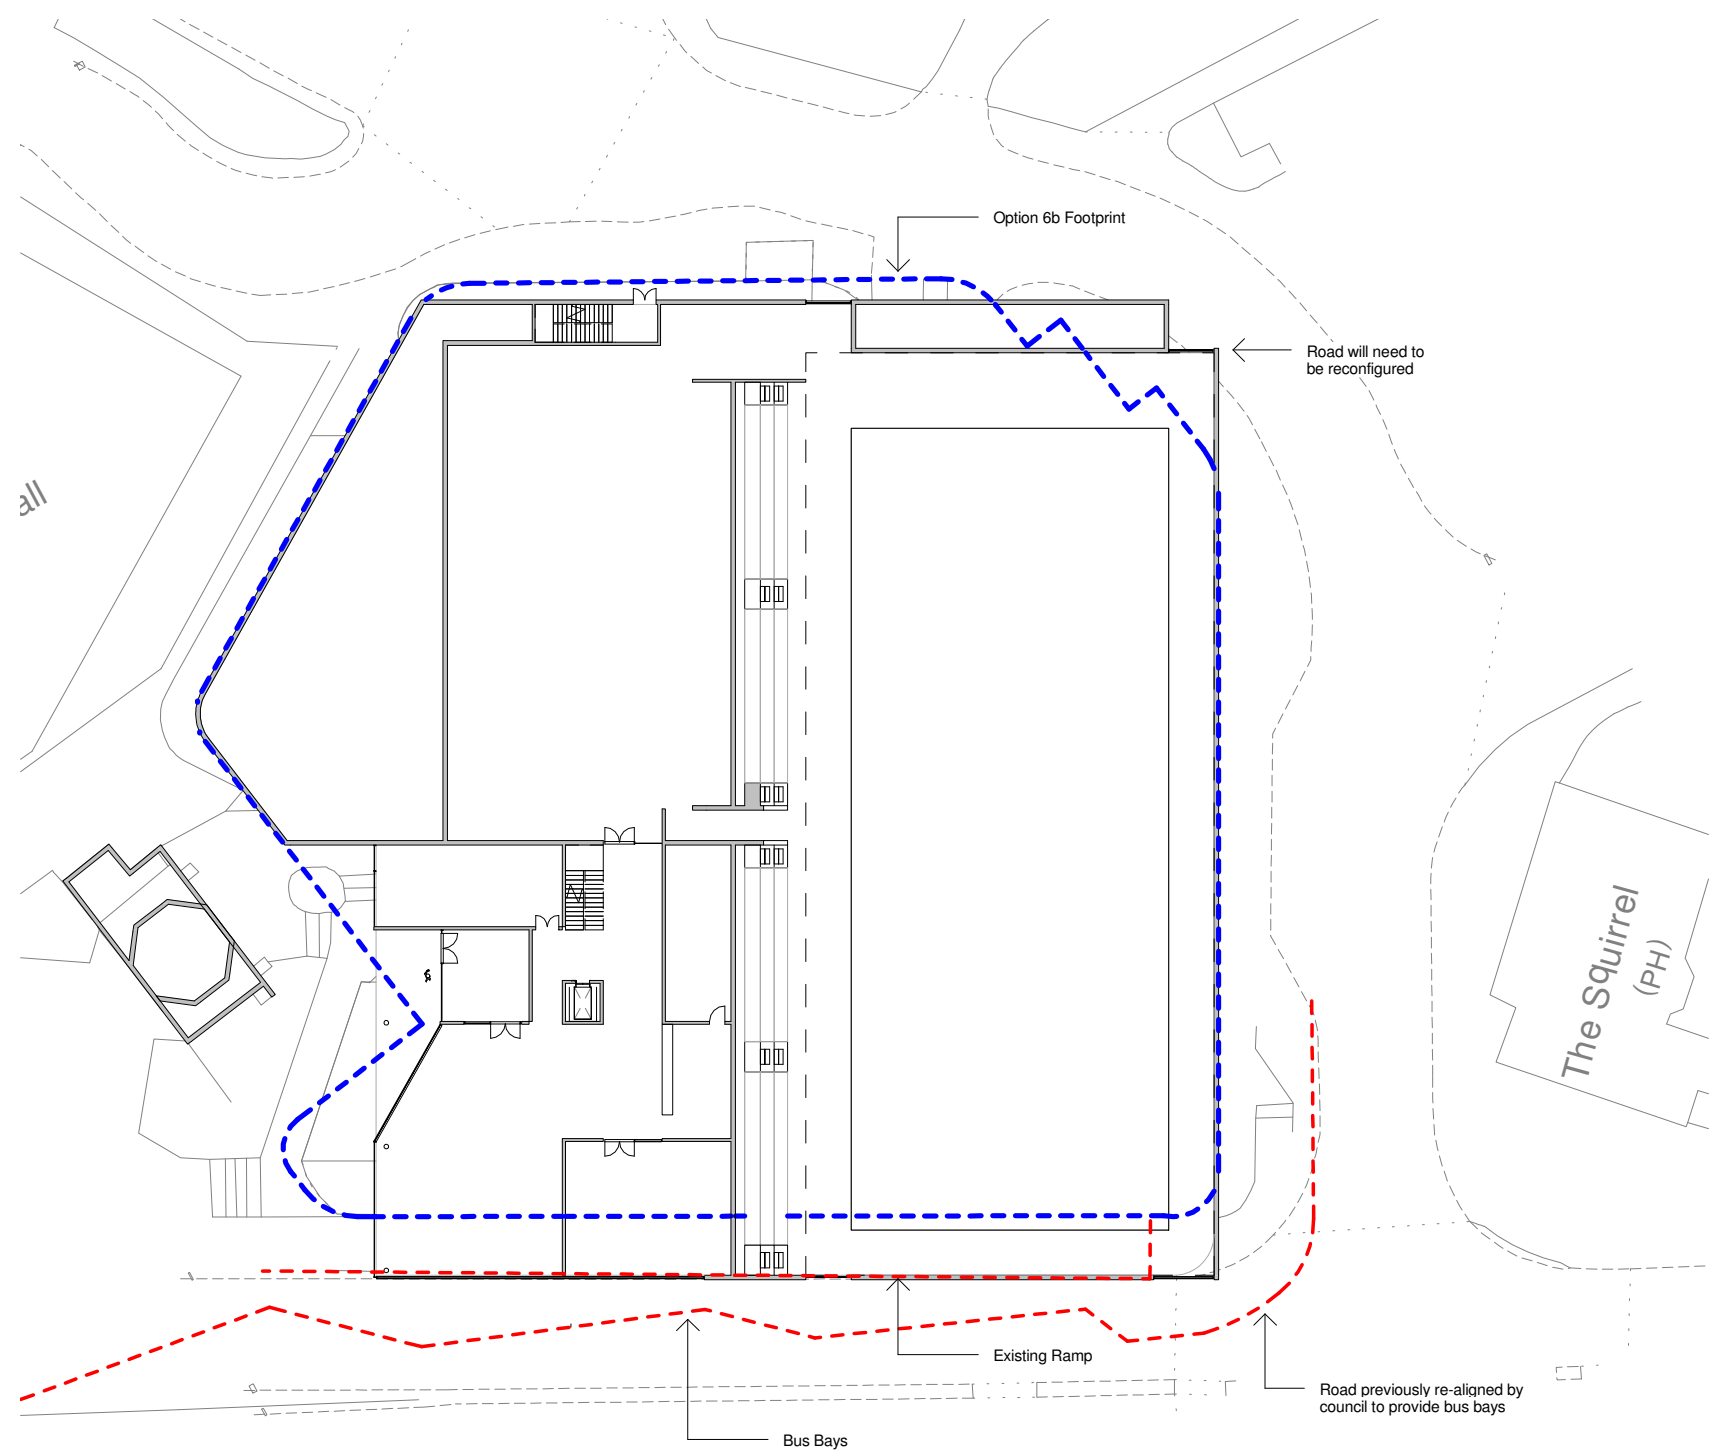 Option 6b Footprint
Road will need to
be reconfigured
all
The Squirrel
(PH)
Existing Ramp
Road previously re-aligned by
council to provide bus bays
Bus Bays